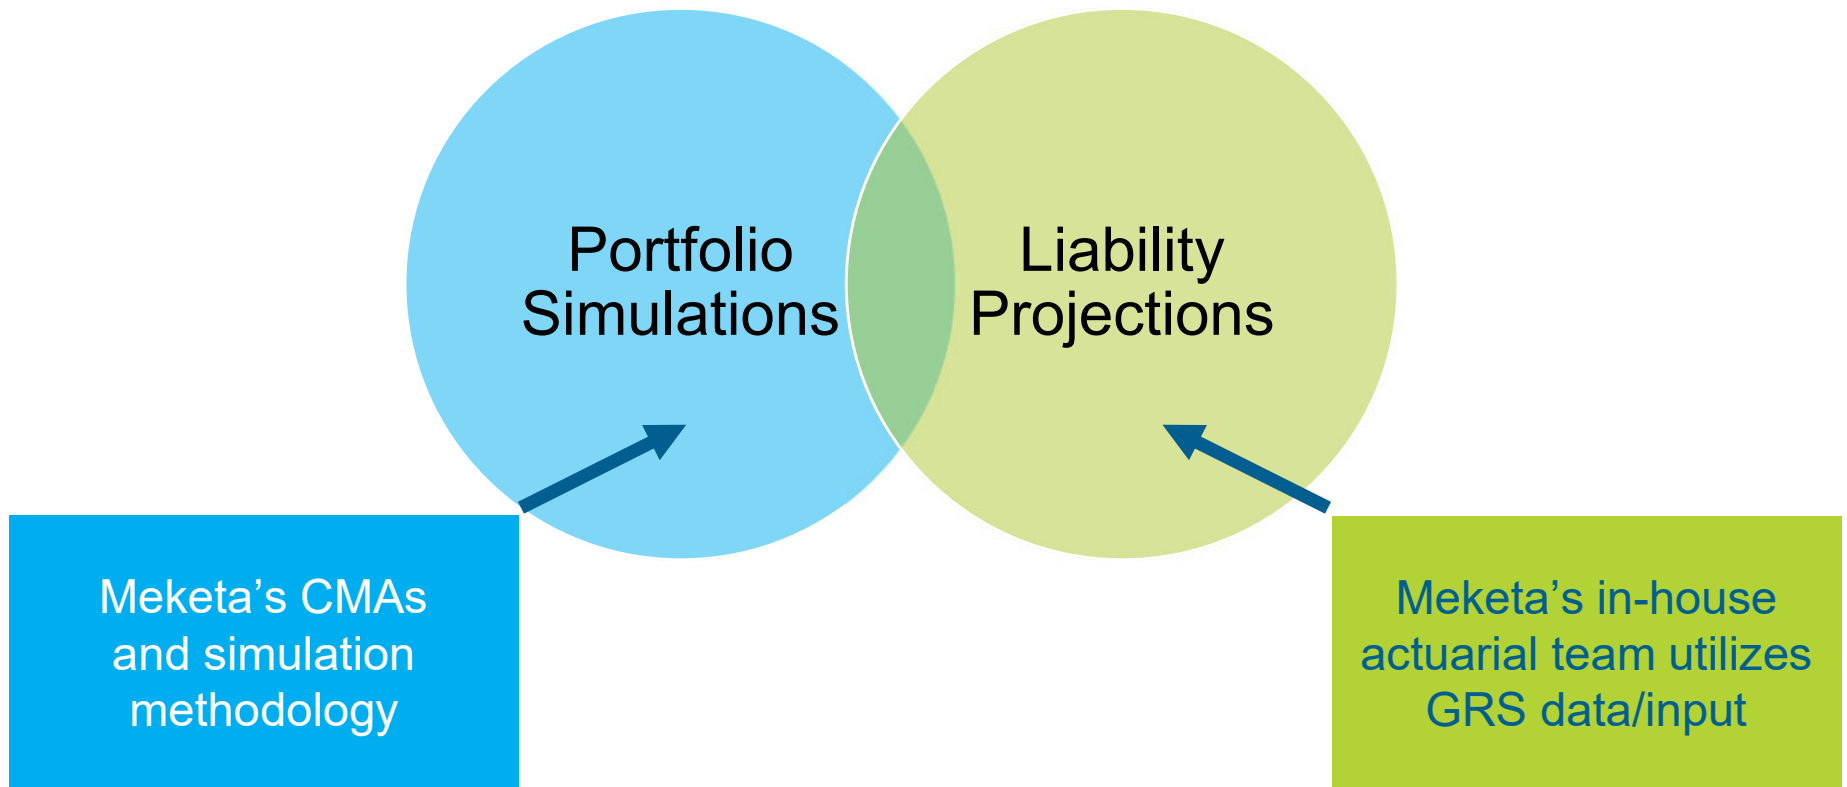 Portfolio
Simulations
Liability
Projections
Meketa’s CMAs
and simulation
methodology
Meketa’s in-house
actuarial team utilizes
GRS data/input